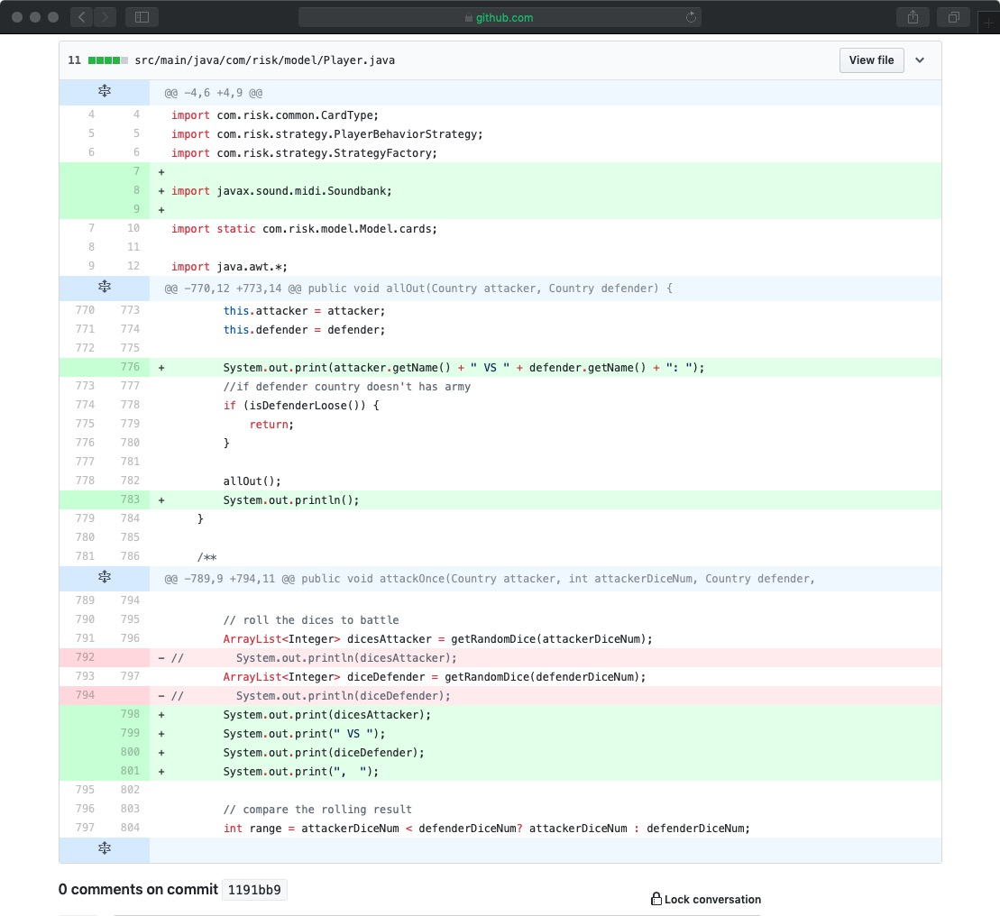 github.com
11 src/main/java/com/risk/model/Player.java View file
@@ -4,6 +4,9 @@
4 4 import com.risk.common.CardType;
5 5 import com.risk.strategy.PlayerBehaviorStrategy;
6 6 import com.risk.strategy.StrategyFactory;
7 +
8 + import javax.sound.midi.Soundbank;
9 +
7 10 import static com.risk.model.Model.cards;
8 11
9 12 import java.awt.*;
@@ -770,12 +773,14 @@ public void allOut(Country attacker, Country defender) {
770 773 this.attacker = attacker;
771 774 this.defender = defender;
772 775
776 + System.out.print(attacker.getName() + " VS " + defender.getName() + ": ");
773 777 //if defender country doesn't has army
774 778 if (isDefenderLoose()) {
775 779 return;
776 780 }
777 781
778 782 allOut();
783 + System.out.println();
779 784 }
780 785
781 786 /**
@@ -789,9 +794,11 @@ public void attackOnce(Country attacker, int attackerDiceNum, Country defender,
789 794
790 795 // roll the dices to battle
791 796 ArrayList<Integer> dicesAttacker = getRandomDice(attackerDiceNum);
792 - // System.out.println(dicesAttacker);
793 797 ArrayList<Integer> diceDefender = getRandomDice(defenderDiceNum);
794 - // System.out.println(diceDefender);
798 + System.out.print(dicesAttacker);
799 + System.out.print(" VS ");
800 + System.out.print(diceDefender);
801 + System.out.print(",  ");
795 802
796 803 // compare the rolling result
797 804 int range = attackerDiceNum < defenderDiceNum? attackerDiceNum : defenderDiceNum;
0 comments on commit 1191bb9
Lock conversation